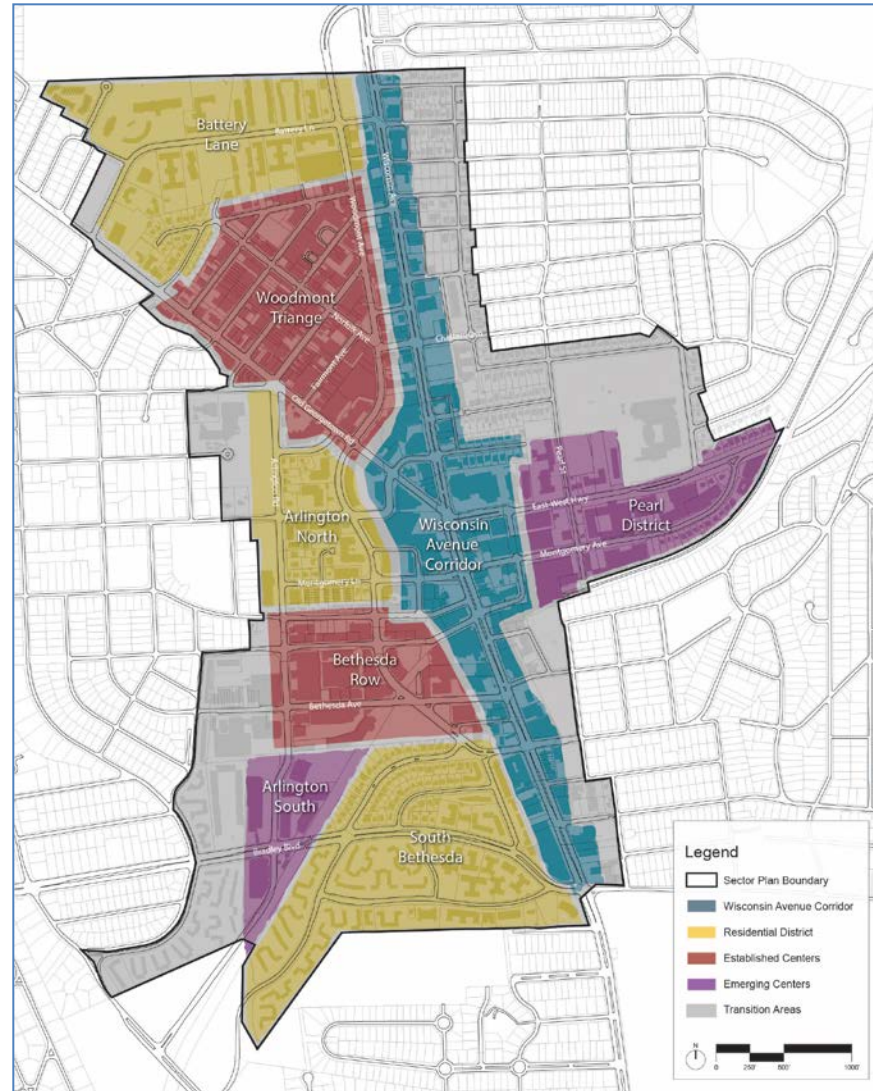 Battery
Lane
Battery Ln
Wisconsin Ave
Woodmont Ave
Woodmont
Triange
Norfolk Ave
Fairmont Ave
Old Georgetown Rd
Arlington Rd
Arlington
North
Montgomery Ln
Wisconsin
Avenue
Corridor
Pearl St
East-West Hwy
Pearl
District
Montgomery Ave
Bethesda
Row
Bethesda Ave
Arlington
South
Bradley Blvd
South
Bethesda
Legend
Sector Plan Boundary
Wisconsin Avenue Corridor
Residential District
Established Centers
Emerging Centers
Transition Areas
N
0 250' 500' 1000'